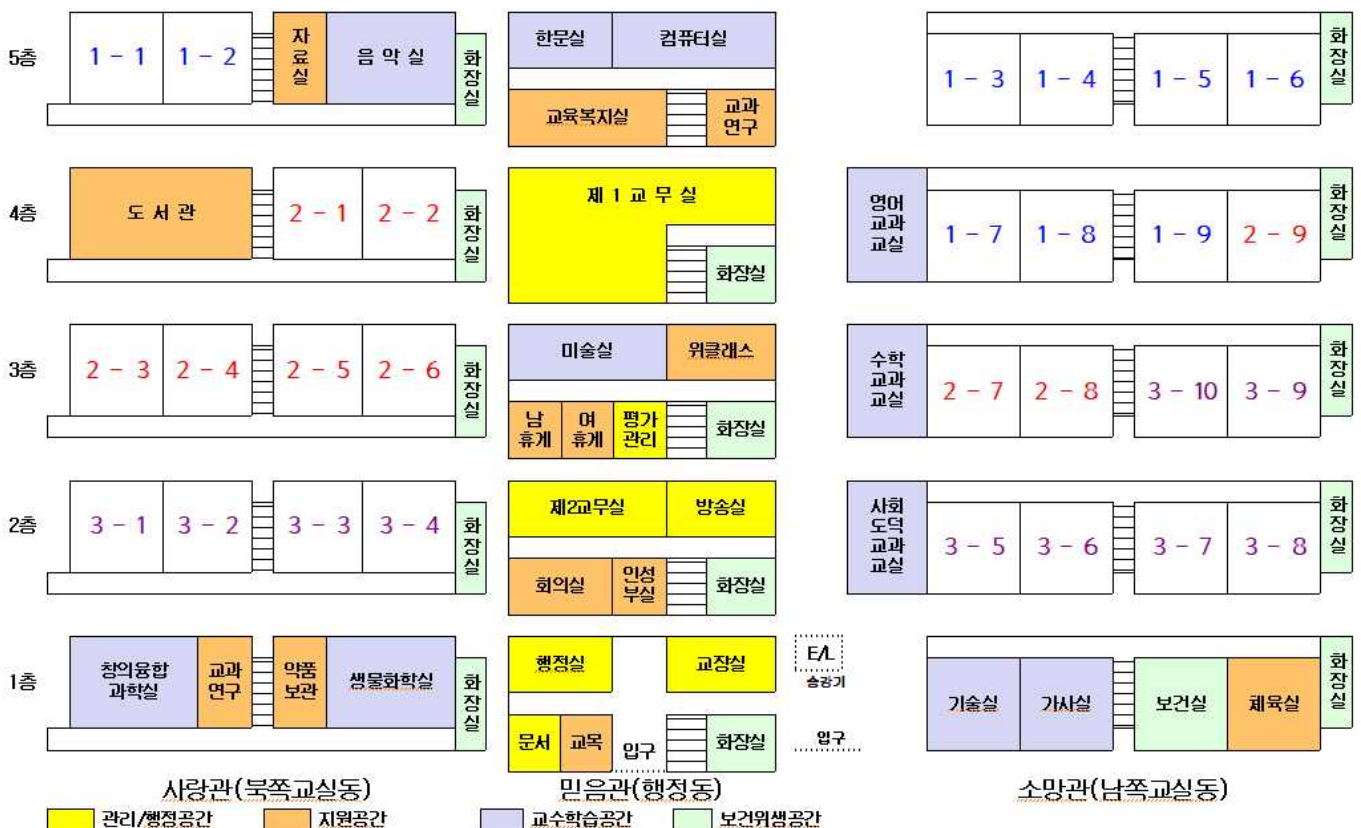 5층
1 - 1
1 - 2
자료실
음 악 실
화장실
한문실
컴퓨터실
교육복지실
교과
연구
1 - 3
1 - 4
1 - 5
1 - 6
화장실
4층
도 서 관
2 - 1
2 - 2
화장실
제 1 교 무 실
화장실
영어
교과
교실
1 - 7
1 - 8
1 - 9
2 - 9
화장실
3층
2 - 3
2 - 4
2 - 5
2 - 6
화장실
미술실
위클래스
남
휴게
여
휴게
평가
관리
화장실
수학
교과
교실
2 - 7
2 - 8
3 - 10
3 - 9
화장실
2층
3 - 1
3 - 2
3 - 3
3 - 4
화장실
제2교무실
방송실
회의실
인성
부실
화장실
사회
도덕
교과
교실
3 - 5
3 - 6
3 - 7
3 - 8
화장실
1층
창의융합
과학실
교과
연구
약품
보관
생물화학실
화장실
행정실
교장실
문서
교목
입구
화장실
E/L
승강기
입구
기술실
가사실
보건실
체육실
화장실
사랑관(북쪽교실동)
믿음관(행정동)
소망관(남쪽교실동)
관리/행정공간
지원공간
교수학습공간
보건위생공간